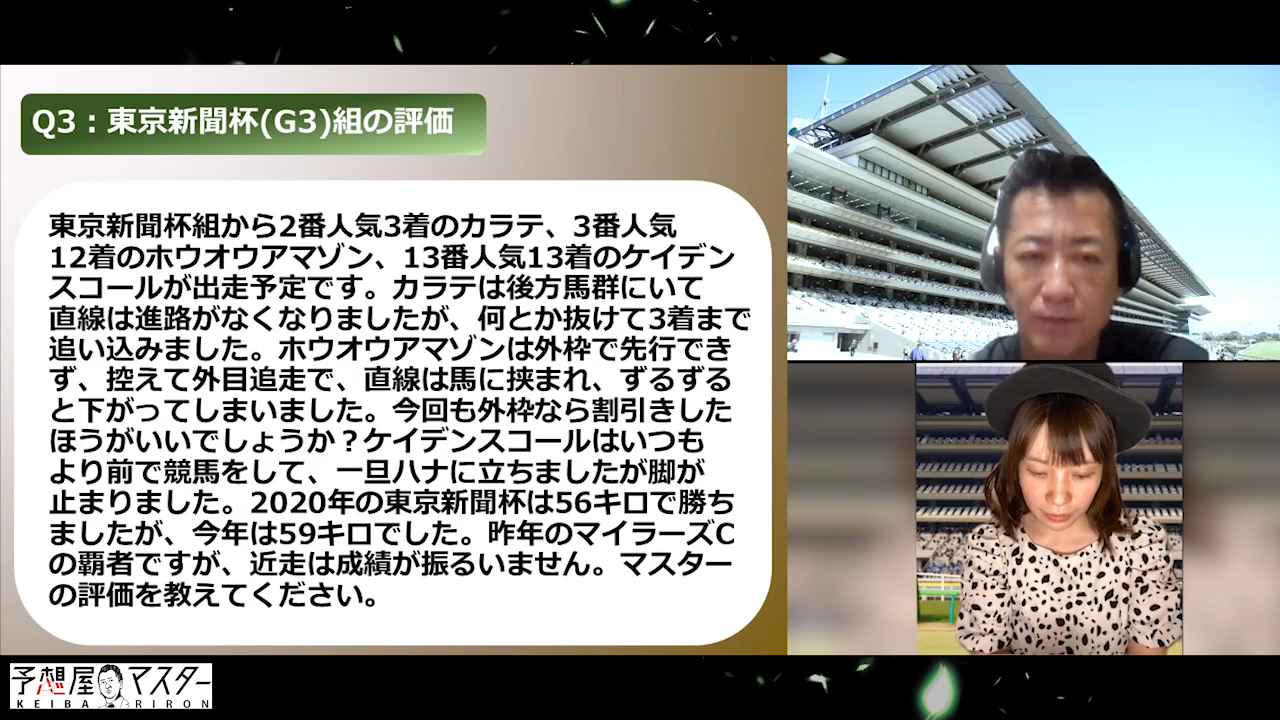 Q3：東京新聞杯(G3)組の評価
東京新聞杯組から2番人気3着のカラテ、3番人気
12着のホウオウアマゾン、13番人気13着のケイデン
スコールが出走予定です。カラテは後方馬群にいて
直線は進路がなくなりましたが、何とか抜けて3着まで
追い込みました。ホウオウアマゾンは外枠で先行でき
ず、控えて外目追走で、直線は馬に挟まれ、ずるずる
と下がってしまいました。今回も外枠なら割引きした
ほうがいいでしょうか？ケイデンスコールはいつも
より前で競馬をして、一旦ハナに立ちましたが脚が
止まりました。2020年の東京新聞杯は56キロで勝ち
ましたが、今年は59キロでした。昨年のマイラーズC
の覇者ですが、近走は成績が振るいません。マスター
の評価を教えてください。
予想屋マスター
KEIBA RIRON